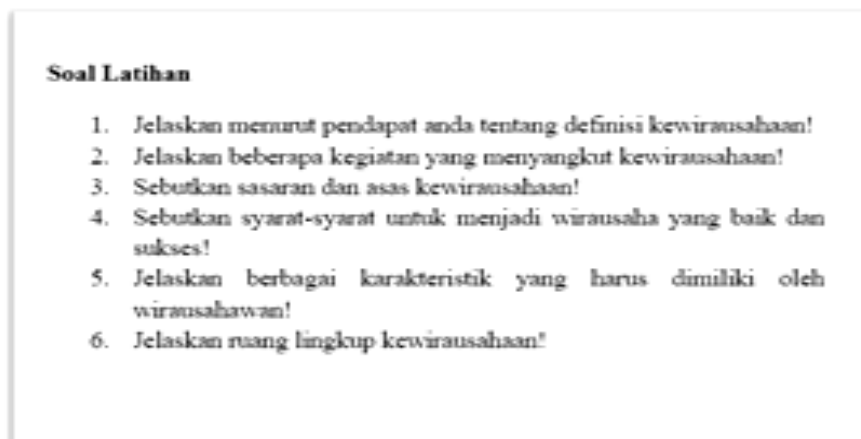 Soal Latihan
1. Jelaskan menurut pendapat anda tentang definisi kewirausahaan!
2. Jelaskan beberapa kegiatan yang menyangkut kewirausahaan!
3. Sebutkan sasaran dan asas kewirausahaan!
4. Sebutkan syarat-syarat untuk menjadi wirausaha yang baik dan
sukses!
5. Jelaskan berbagai karakteristik yang harus dimiliki oleh
wirausahawan!
6. Jelaskan ruang lingkup kewirausahaan!